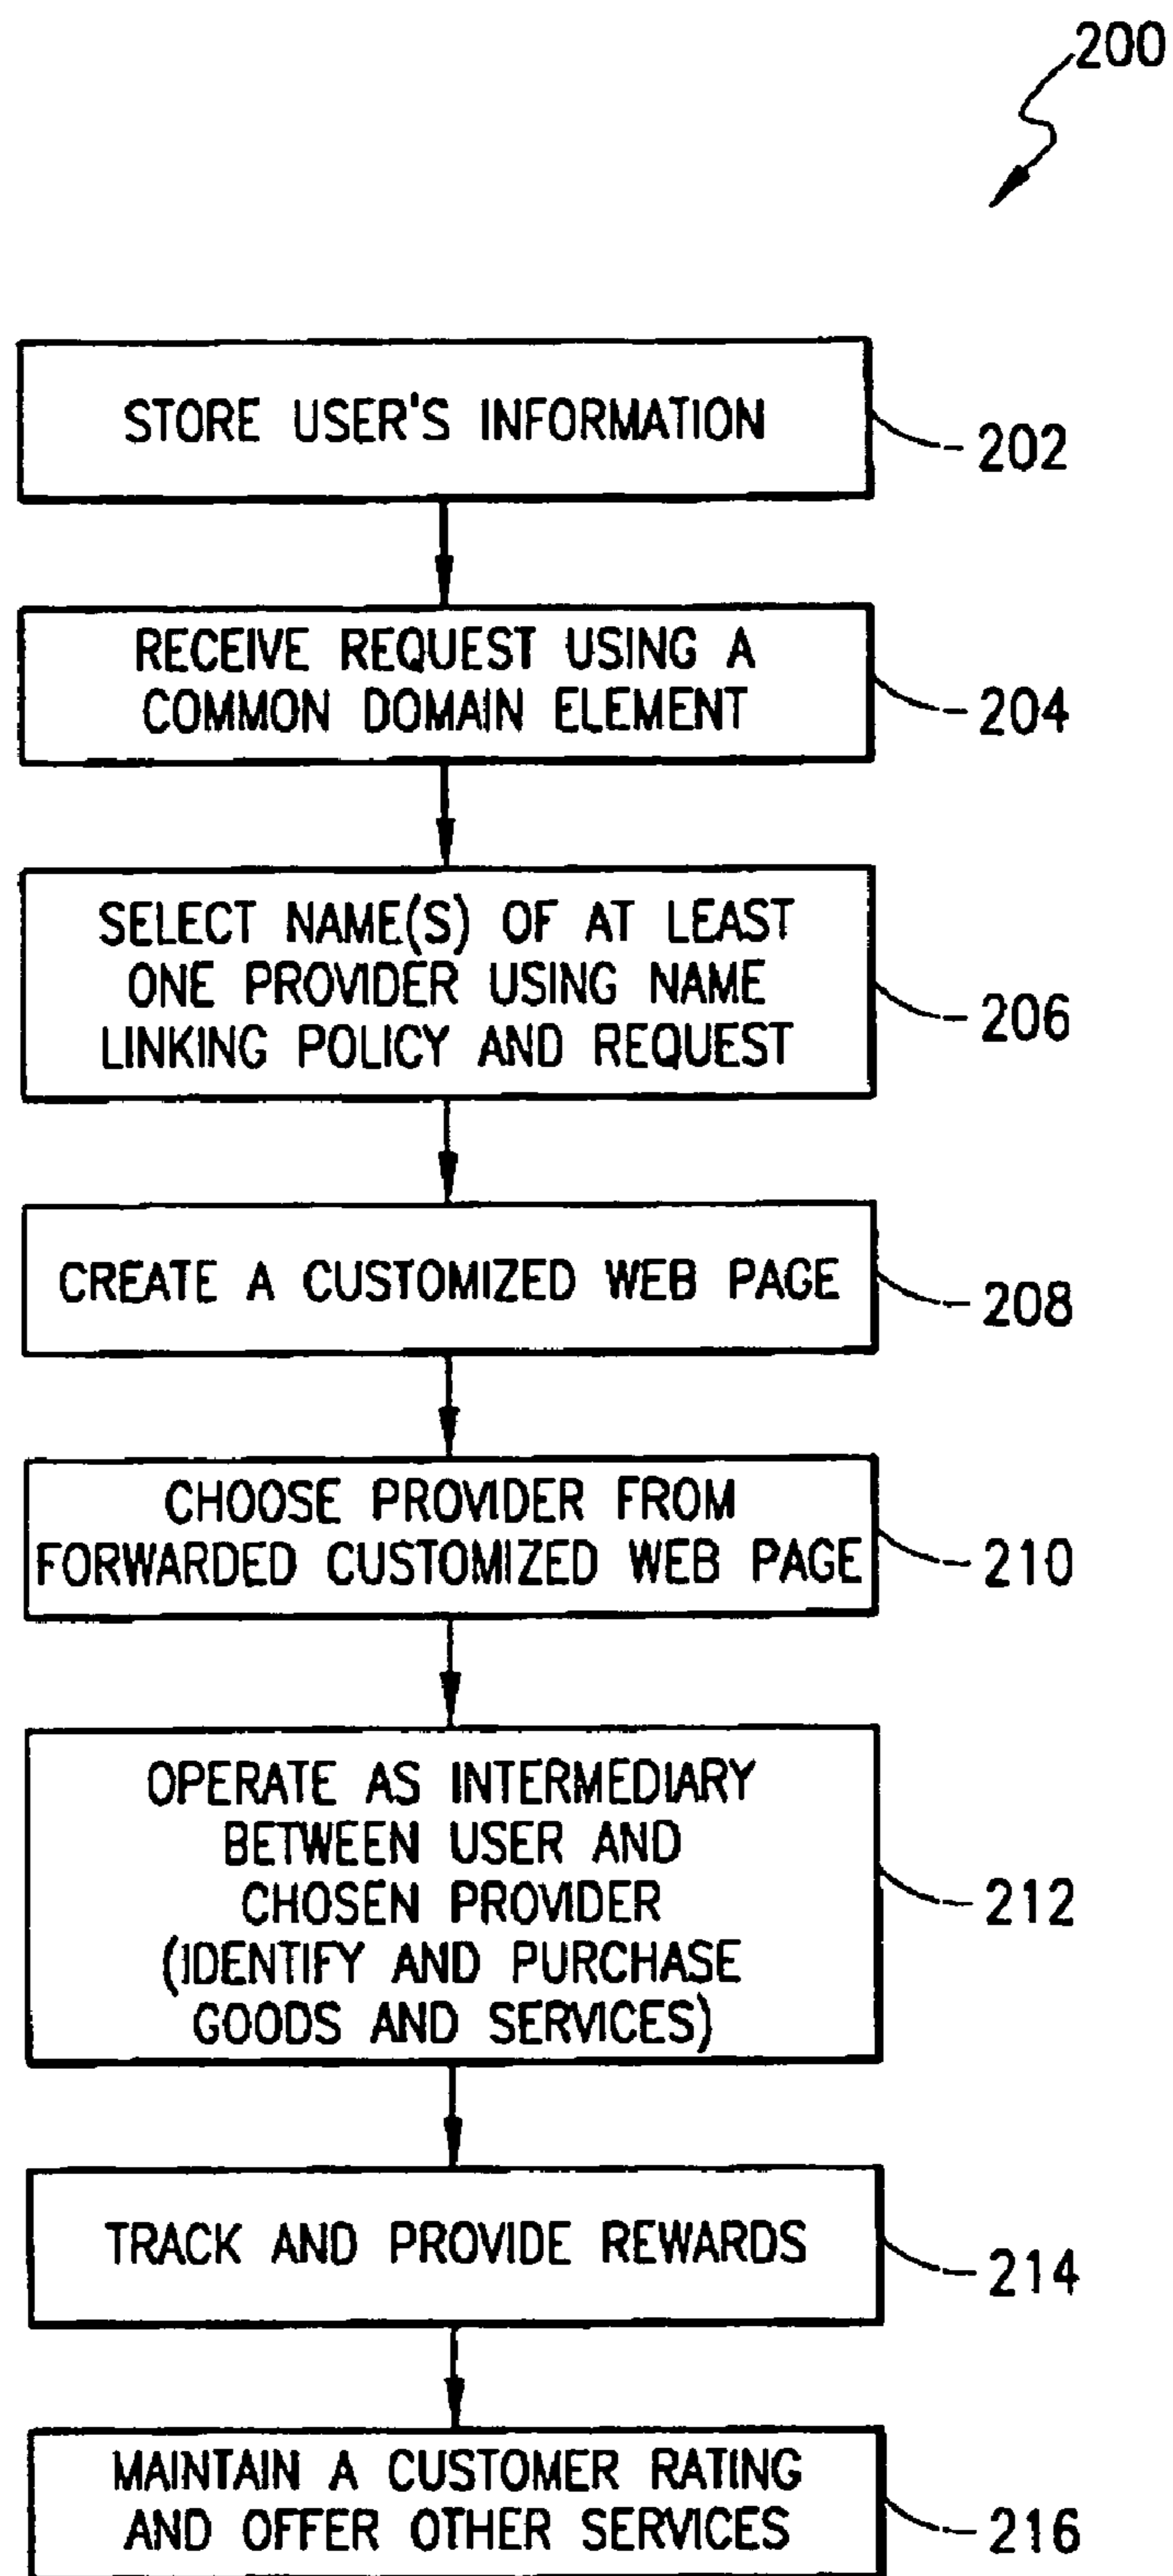 200
STORE USER'S INFORMATION
202
RECEIVE REQUEST USING A
COMMON DOMAIN ELEMENT
204
SELECT NAME(S) OF AT LEAST
ONE PROVIDER USING NAME
LINKING POLICY AND REQUEST
206
CREATE A CUSTOMIZED WEB PAGE
208
CHOOSE PROVIDER FROM
FORWARDED CUSTOMIZED WEB PAGE
210
OPERATE AS INTERMEDIARY
BETWEEN USER AND
CHOSEN PROVIDER
(IDENTIFY AND PURCHASE
GOODS AND SERVICES)
212
TRACK AND PROVIDE REWARDS
214
MAINTAIN A CUSTOMER RATING
AND OFFER OTHER SERVICES
216